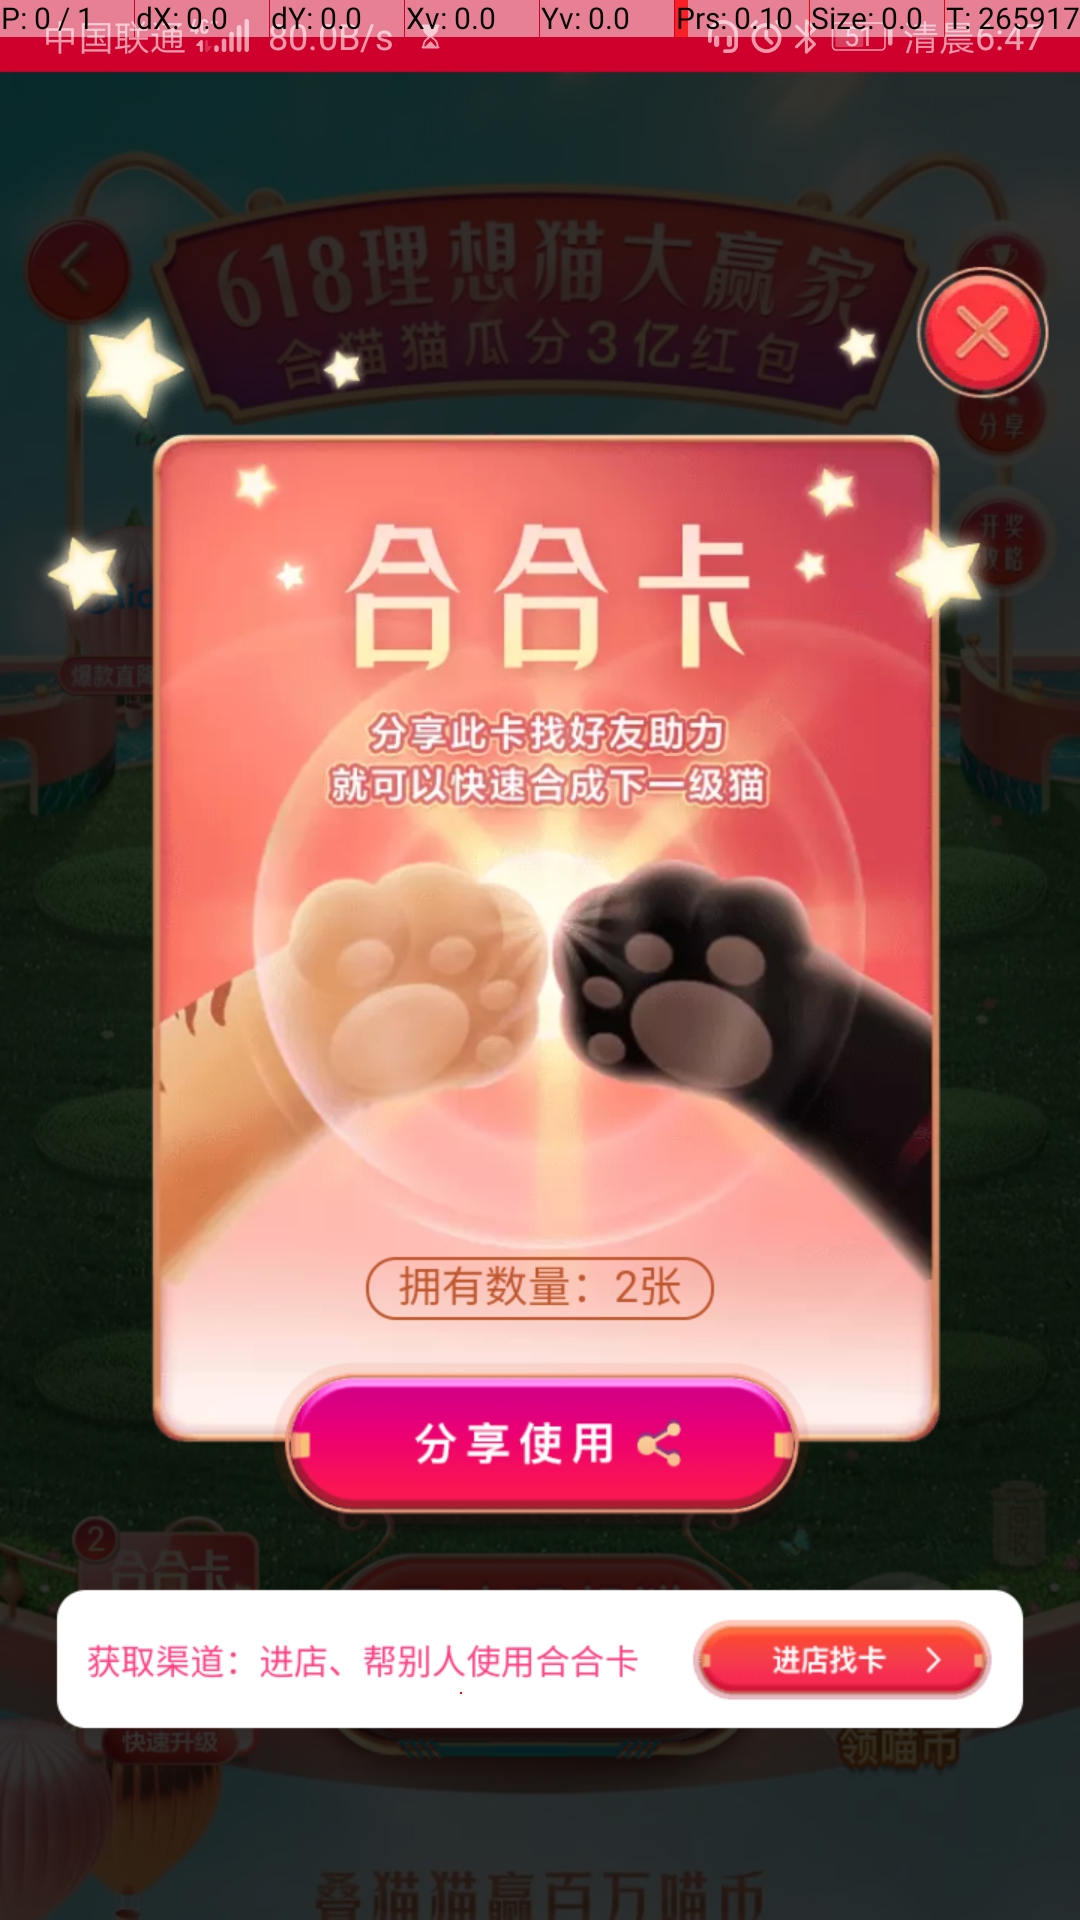 P: 0 / 1 dX: 0.0 dY: 0.0 Xv: 0.0 Yv: 0.0 Prs: 0.10 Size: 0.0 T: 265917
中国联通 80.0B/s 51 清晨6:47
618理想猫大赢家
合猫猫瓜分3亿红包
分享
开奖
攻略
合合卡
爆款直降
分享此卡找好友助力
就可以快速合成下一级猫
拥有数量：2张
分享使用
2
合合卡
回收
获取渠道：进店、帮别人使用合合卡
进店找卡
快速升级
领喵币
叠猫猫赢百万喵币